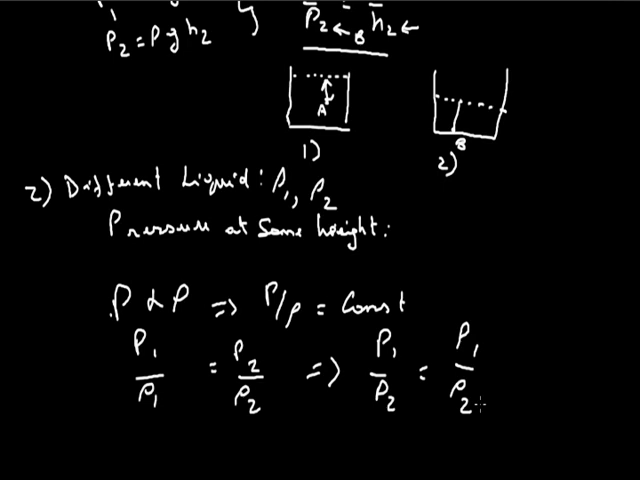 P₂ = ρgh₂ } P₂ ← B h₂ ←
A B
1) 2)
2) Different Liquid: ρ₁, ρ₂
Pressure at Same height:
P ∝ ρ => P/ρ = Const
P₁/ρ₁ = P₂/ρ₂ => P₁/P₂ = ρ₁/ρ₂